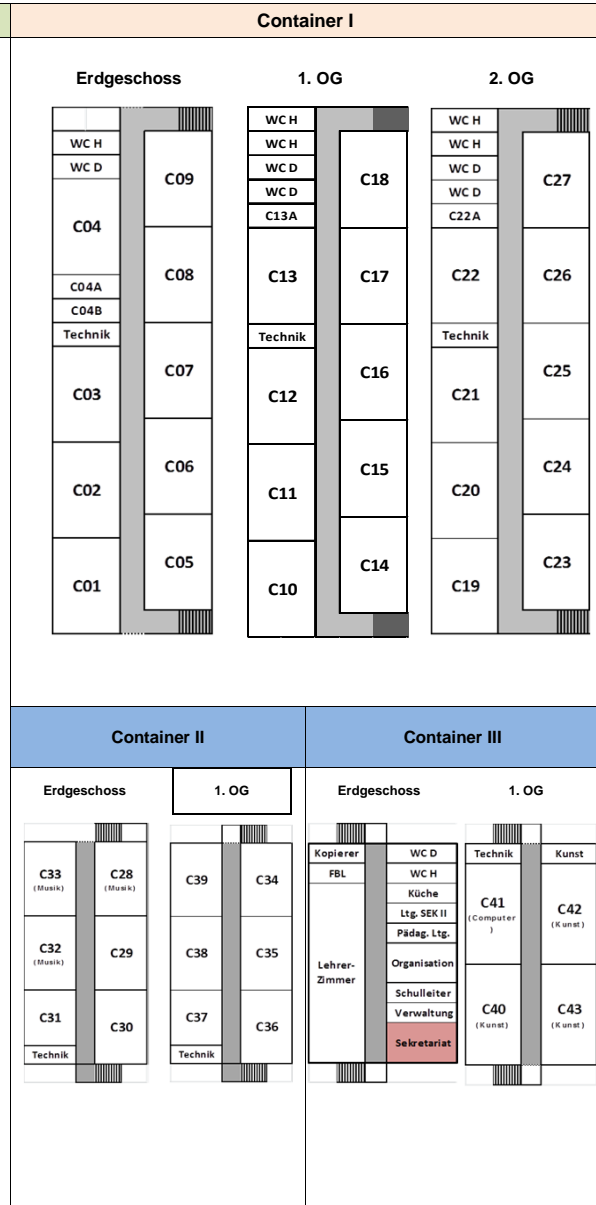 Container I
Erdgeschoss
WC H
WC D
C04
C04A
C04B
Technik
C03
C02
C01
C09
C08
C07
C06
C05
1. OG
WC H
WC H
WC D
WC D
C13A
C13
Technik
C12
C11
C10
C18
C17
C16
C15
C14
2. OG
WC H
WC H
WC D
WC D
C22A
C22
Technik
C21
C20
C19
C27
C26
C25
C24
C23
Container II
Erdgeschoss
C33
(Musik)
C32
(Musik)
C31
Technik
C28
(Musik)
C29
C30
1. OG
C39
C38
C37
Technik
C34
C35
C36
Container III
Erdgeschoss
Kopierer
FBL
Lehrer-
Zimmer
WC D
WC H
Küche
Ltg. SEK II
Pädag. Ltg.
Organisation
Schulleiter
Verwaltung
Sekretariat
1. OG
Technik
C41
(Computer
)
C40
(Kunst)
Kunst
C42
(Kunst)
C43
(Kunst)